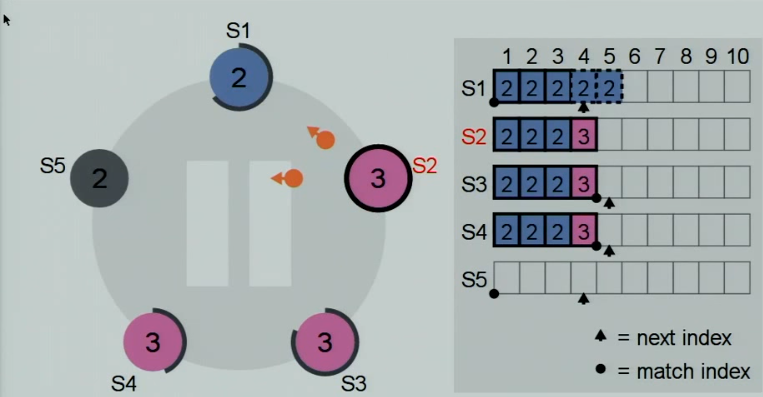 S1
2
S5
2
3
S2
3
S4
3
S3
1 2 3 4 5 6 7 8 9 10
S1 2 2 2 2 2
S2 2 2 2 3
S3 2 2 2 3
S4 2 2 2 3
S5
= next index
= match index